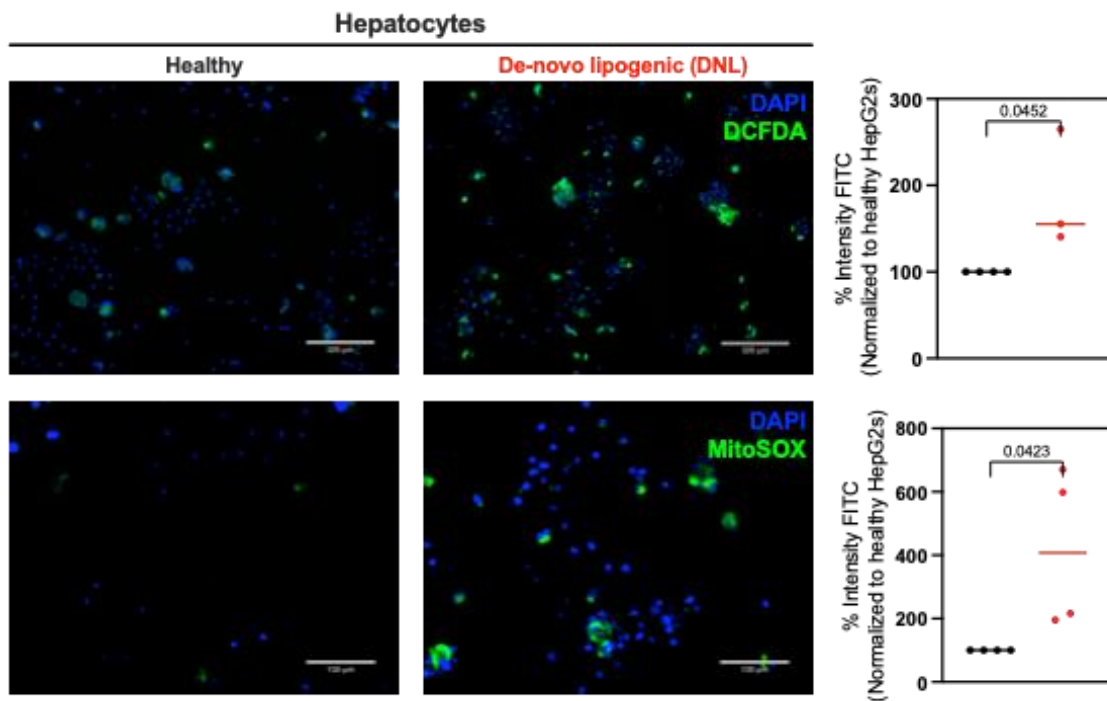 Hepatocytes
Healthy
De-novo lipogenic (DNL)
DAPI
DCFDA
% Intensity FITC
(Normalized to healthy HepG2s)
300
200
100
0
0.0452
DAPI
MitoSOX
% Intensity FITC
(Normalized to healthy HepG2s)
800
600
400
200
0
0.0423